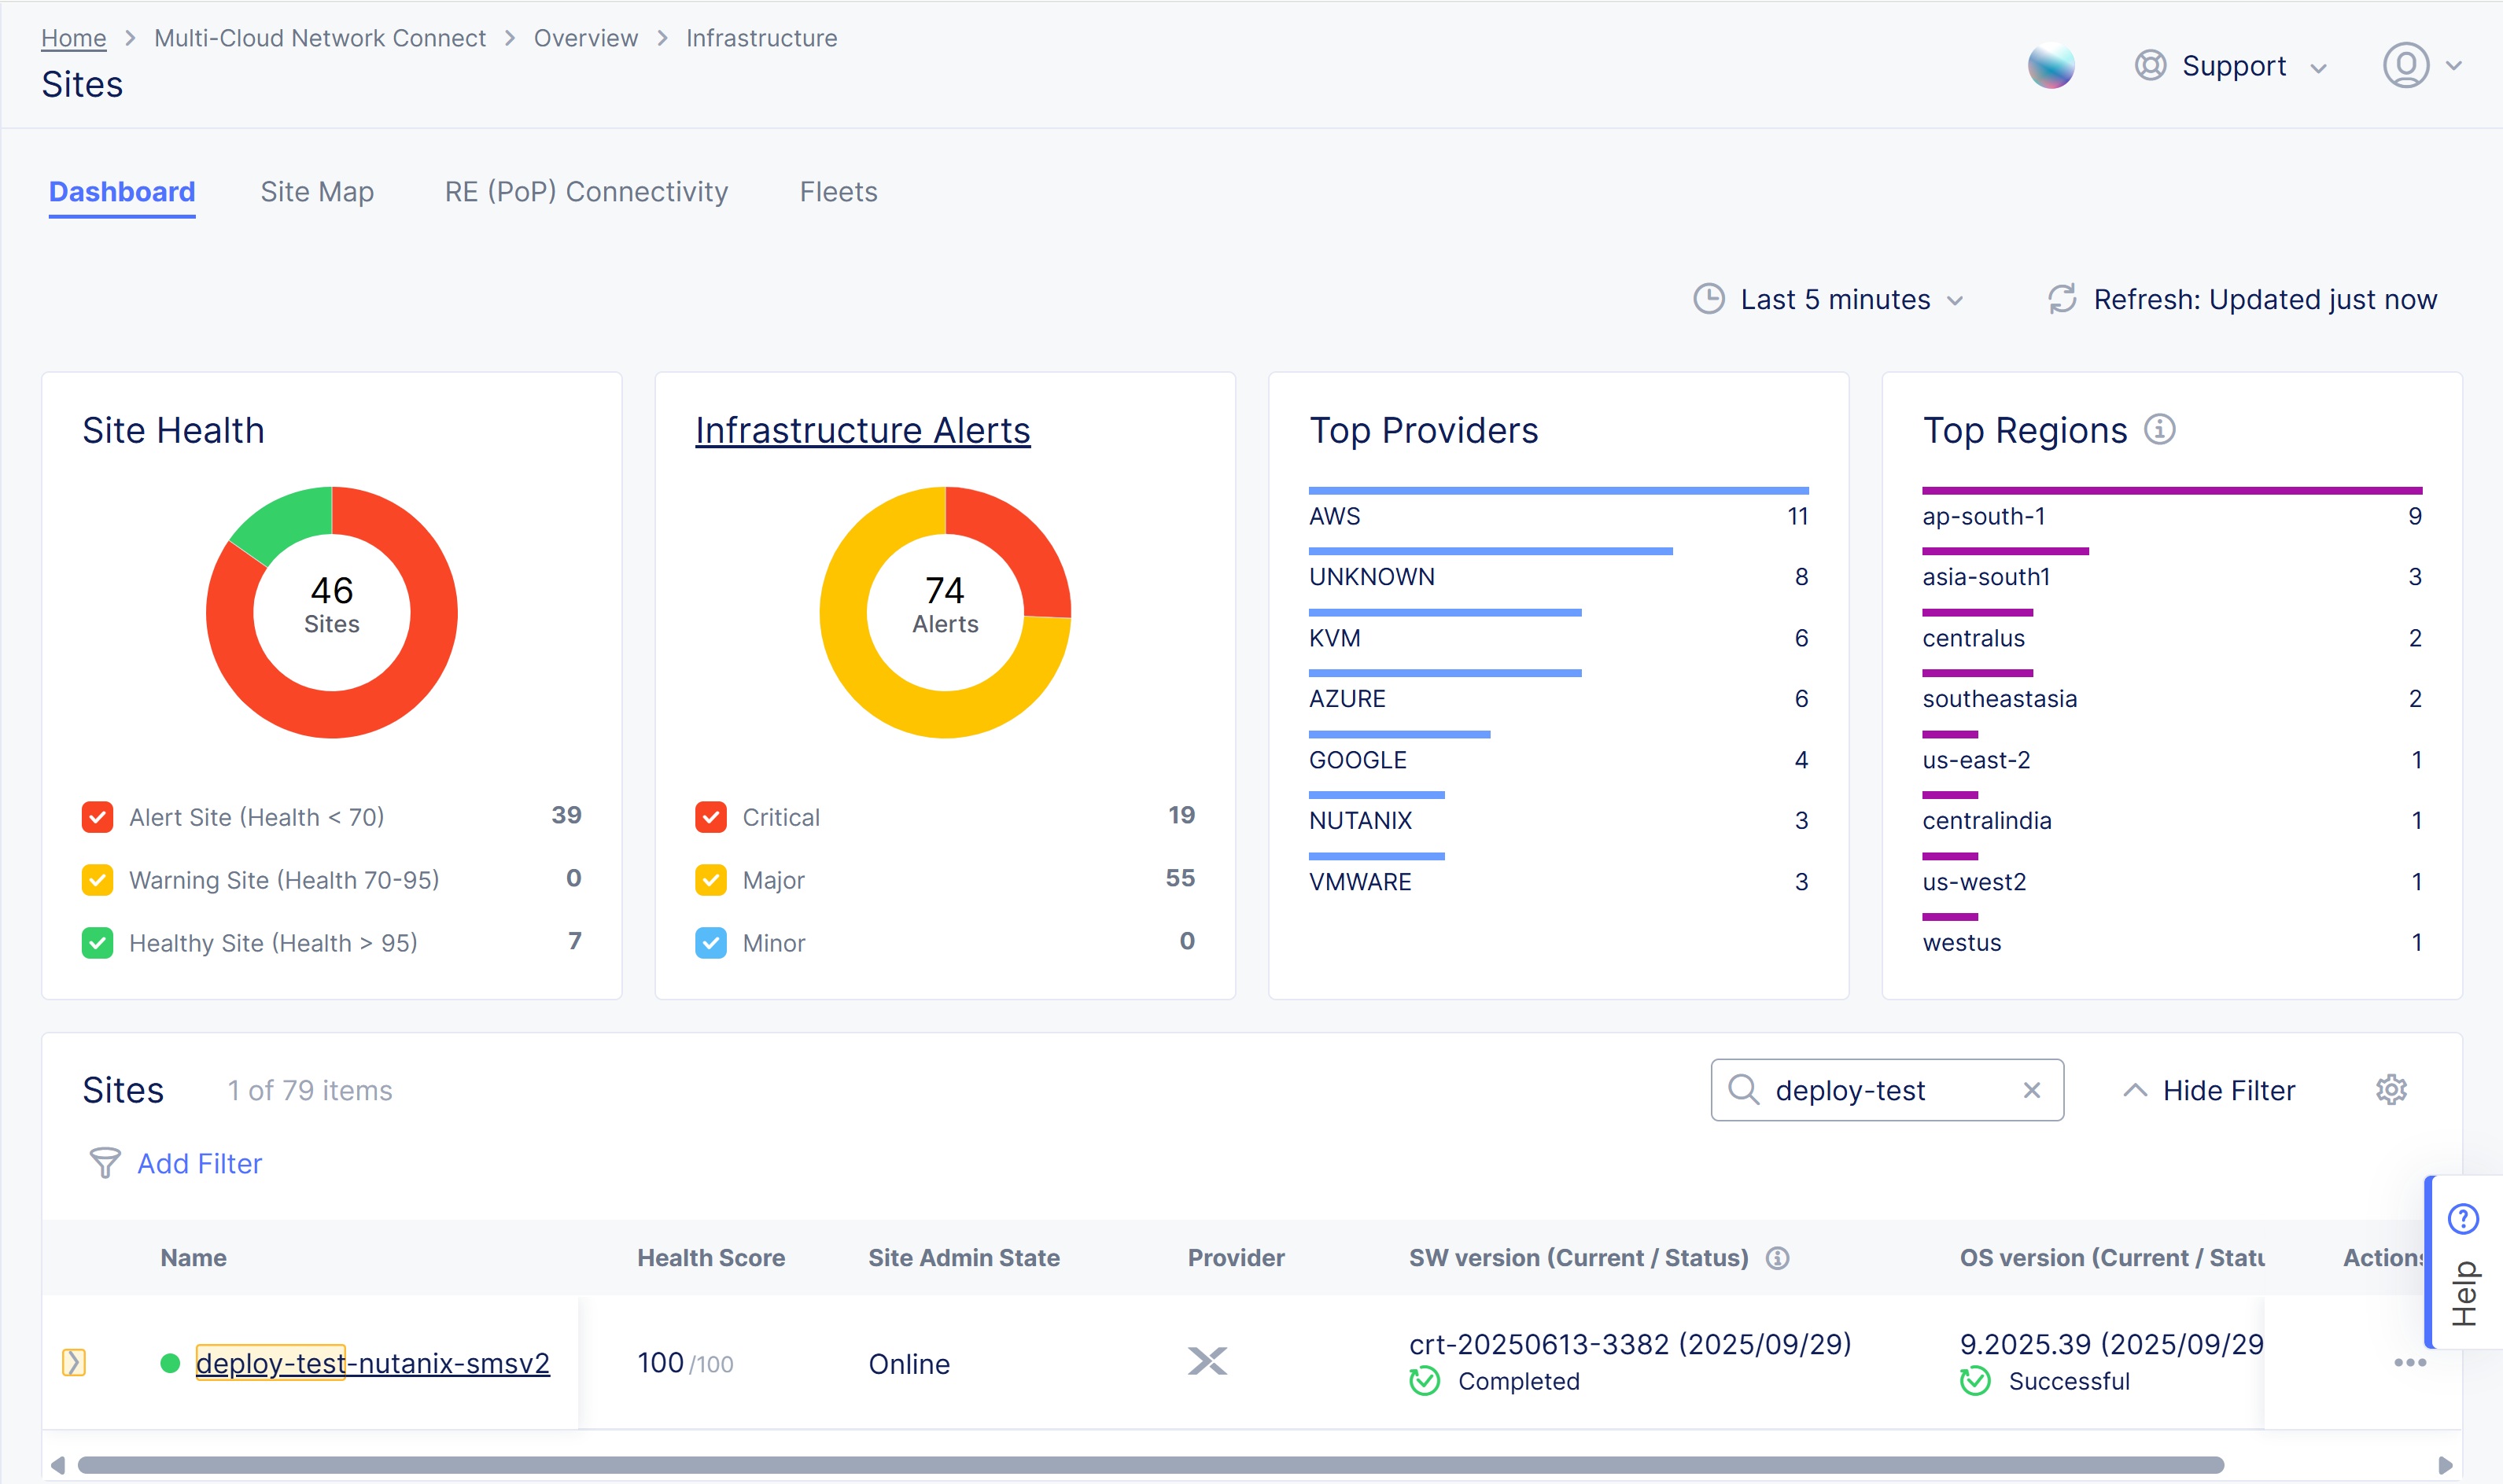 Home > Multi-Cloud Network Connect > Overview > Infrastructure
Sites
Support
Dashboard
Site Map
RE (PoP) Connectivity
Fleets
Last 5 minutes
Refresh: Updated just now
Site Health
46
Sites
Alert Site (Health < 70) 39
Warning Site (Health 70-95) 0
Healthy Site (Health > 95) 7
Infrastructure Alerts
74
Alerts
Critical 19
Major 55
Minor 0
Top Providers
AWS 11
UNKNOWN 8
KVM 6
AZURE 6
GOOGLE 4
NUTANIX 3
VMWARE 3
Top Regions
ap-south-1 9
asia-south1 3
centralus 2
southeastasia 2
us-east-2 1
centralindia 1
us-west2 1
westus 1
Sites 1 of 79 items
deploy-test
Hide Filter
Add Filter
Name Health Score Site Admin State Provider SW version (Current / Status) OS version (Current / Statu Actions
deploy-test-nutanix-smsv2
100 /100
Online
crt-20250613-3382 (2025/09/29)
Completed
9.2025.39 (2025/09/29
Successful
Help